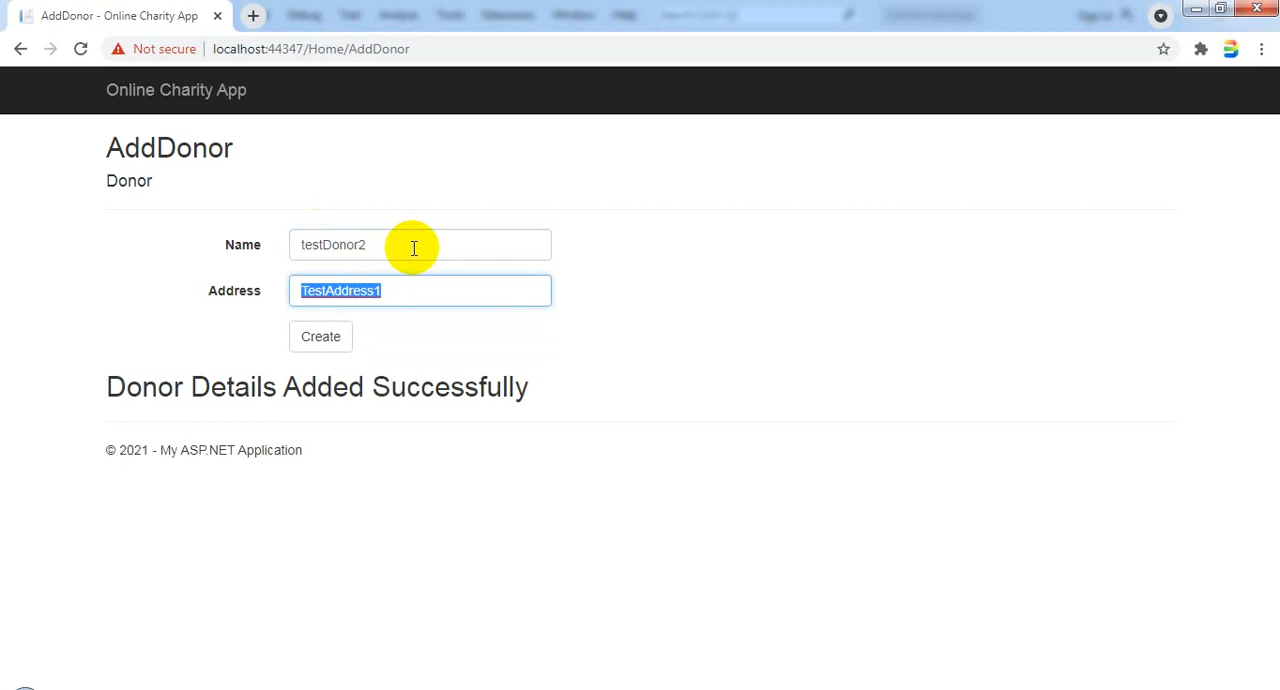 AddDonor - Online Charity App
Not secure
localhost:44347/Home/AddDonor
Online Charity App
AddDonor
Donor
Name
testDonor2
Address
TestAddress1
Create
Donor Details Added Successfully
© 2021 - My ASP.NET Application